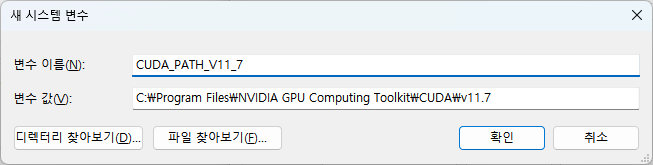 새 시스템 변수
변수 이름(N):
CUDA_PATH_V11_7
변수 값(V):
C:₩Program Files₩NVIDIA GPU Computing Toolkit₩CUDA₩v11.7
디렉터리 찾아보기(D)... 파일 찾아보기(F)... 확인 취소